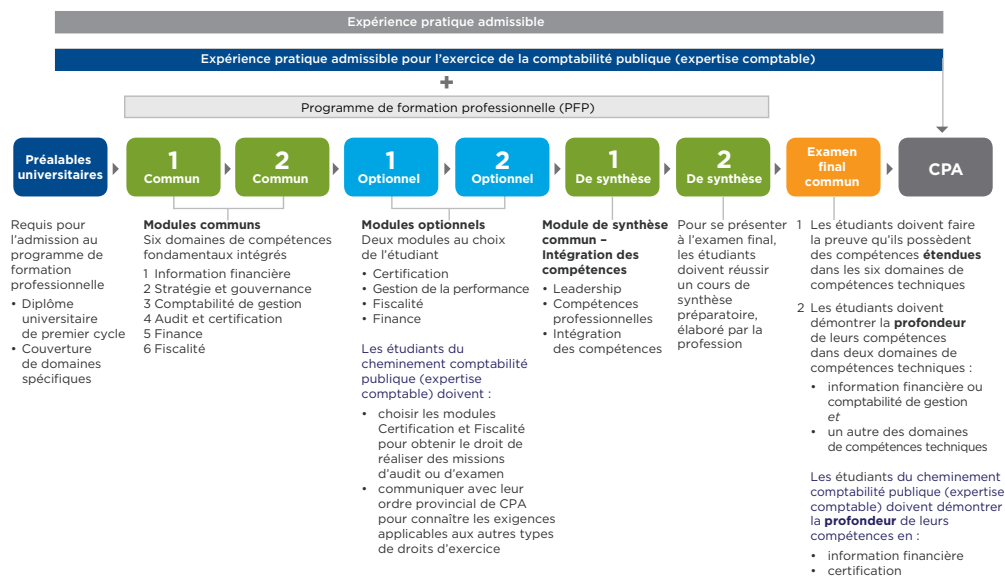 Expérience pratique admissible
Expérience pratique admissible pour l'exercice de la comptabilité publique (expertise comptable)
+
Programme de formation professionnelle (PFP)
Préalables
universitaires
1
Commun
2
Commun
1
Optionnel
2
Optionnel
1
De synthèse
2
De synthèse
Examen
final
commun
CPA
Requis pour
l'admission au
programme de
formation
professionnelle
• Diplôme
universitaire
de premier cycle
• Couverture
de domaines
spécifiques
Modules communs
Six domaines de compétences
fondamentaux intégrés
1 Information financière
2 Stratégie et gouvernance
3 Comptabilité de gestion
4 Audit et certification
5 Finance
6 Fiscalité
Modules optionnels
Deux modules au choix
de l'étudiant
• Certification
• Gestion de la performance
• Fiscalité
• Finance
Les étudiants du
cheminement comptabilité
publique (expertise
comptable) doivent :
• choisir les modules
Certification et Fiscalité
pour obtenir le droit de
réaliser des missions
d'audit ou d'examen
• communiquer avec leur
ordre provincial de CPA
pour connaître les exigences
applicables aux autres types
de droits d'exercice
Module de synthèse
commun –
Intégration des
compétences
• Leadership
• Compétences
professionnelles
• Intégration
des compétences
Pour se présenter
à l'examen final,
les étudiants
doivent réussir
un cours de
synthèse
préparatoire,
élaboré par la
profession
1 Les étudiants doivent faire
la preuve qu'ils possèdent
des compétences étendues
dans les six domaines de
compétences techniques
2 Les étudiants doivent
démontrer la profondeur
de leurs compétences
dans deux domaines de
compétences techniques :
• information financière ou
comptabilité de gestion
et
• un autre des domaines
de compétences techniques
Les étudiants du cheminement
comptabilité publique (expertise
comptable) doivent démontrer
la profondeur de leurs
compétences en :
• information financière
• certification